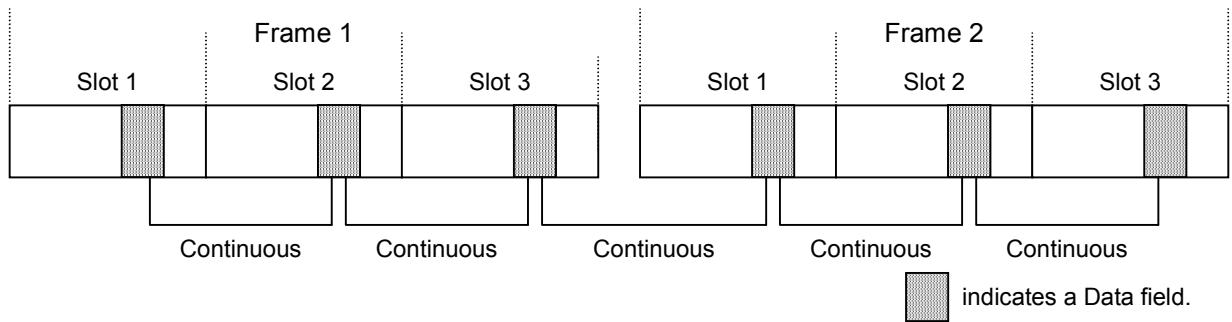 Frame 1 Frame 2
Slot 1 Slot 2 Slot 3 Slot 1 Slot 2 Slot 3
Continuous Continuous Continuous Continuous Continuous
indicates a Data field.